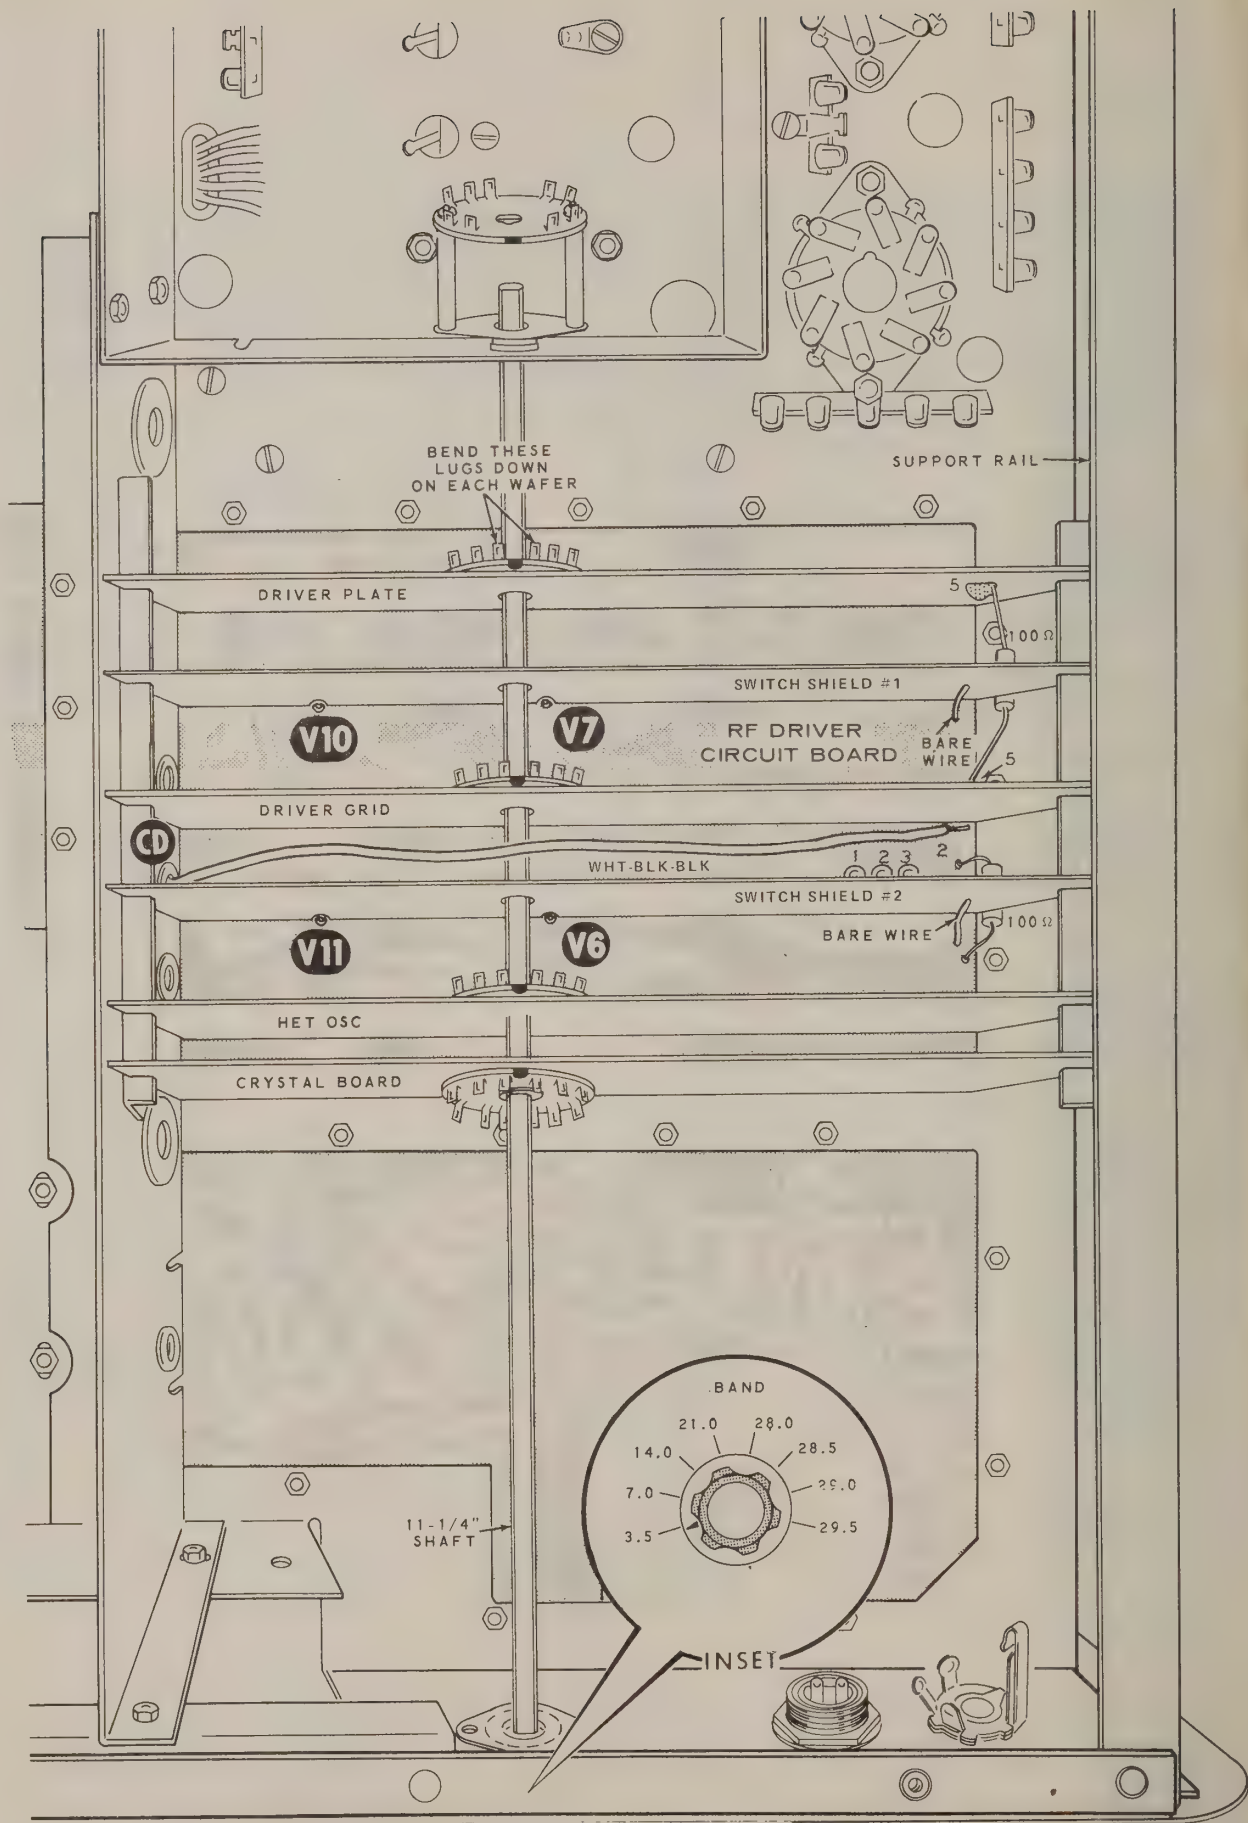 BEND THESE
LUGS DOWN
ON EACH WAFER
SUPPORT RAIL
DRIVER PLATE
5
100 Ω
SWITCH SHIELD #1
V10
V7
RF DRIVER
CIRCUIT BOARD
BARE
WIRE
5
DRIVER GRID
CD
WHT-BLK-BLK
1 2 3 2
SWITCH SHIELD #2
V11
V6
BARE WIRE
100 Ω
HET OSC
CRYSTAL BOARD
BAND
21.0 28.0
14.0 28.5
7.0 29.0
3.5 29.5
11-1/4"
SHAFT
INSET